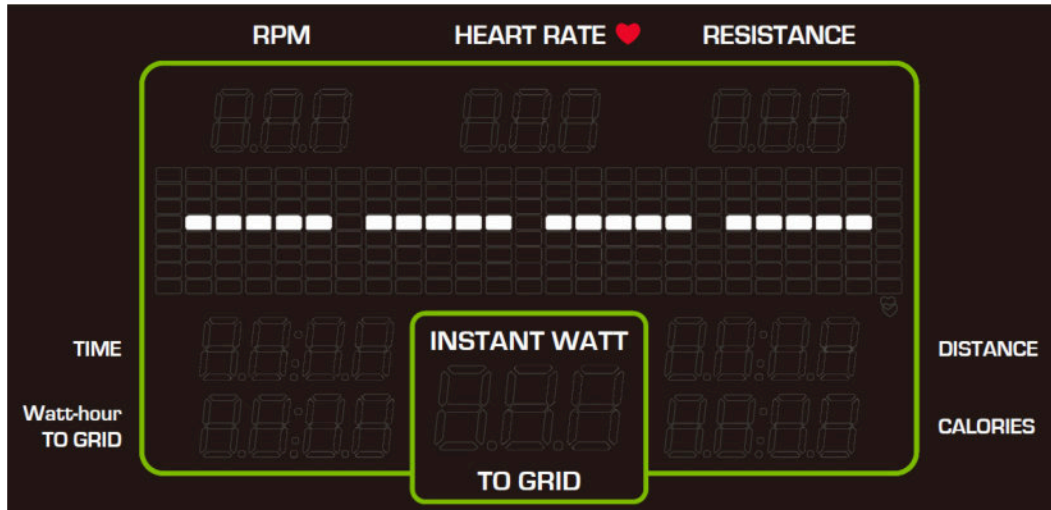 RPM HEART RATE RESISTANCE
---- 
INSTANT WATT
TIME
DISTANCE
Watt-hour
TO GRID
CALORIES
TO GRID